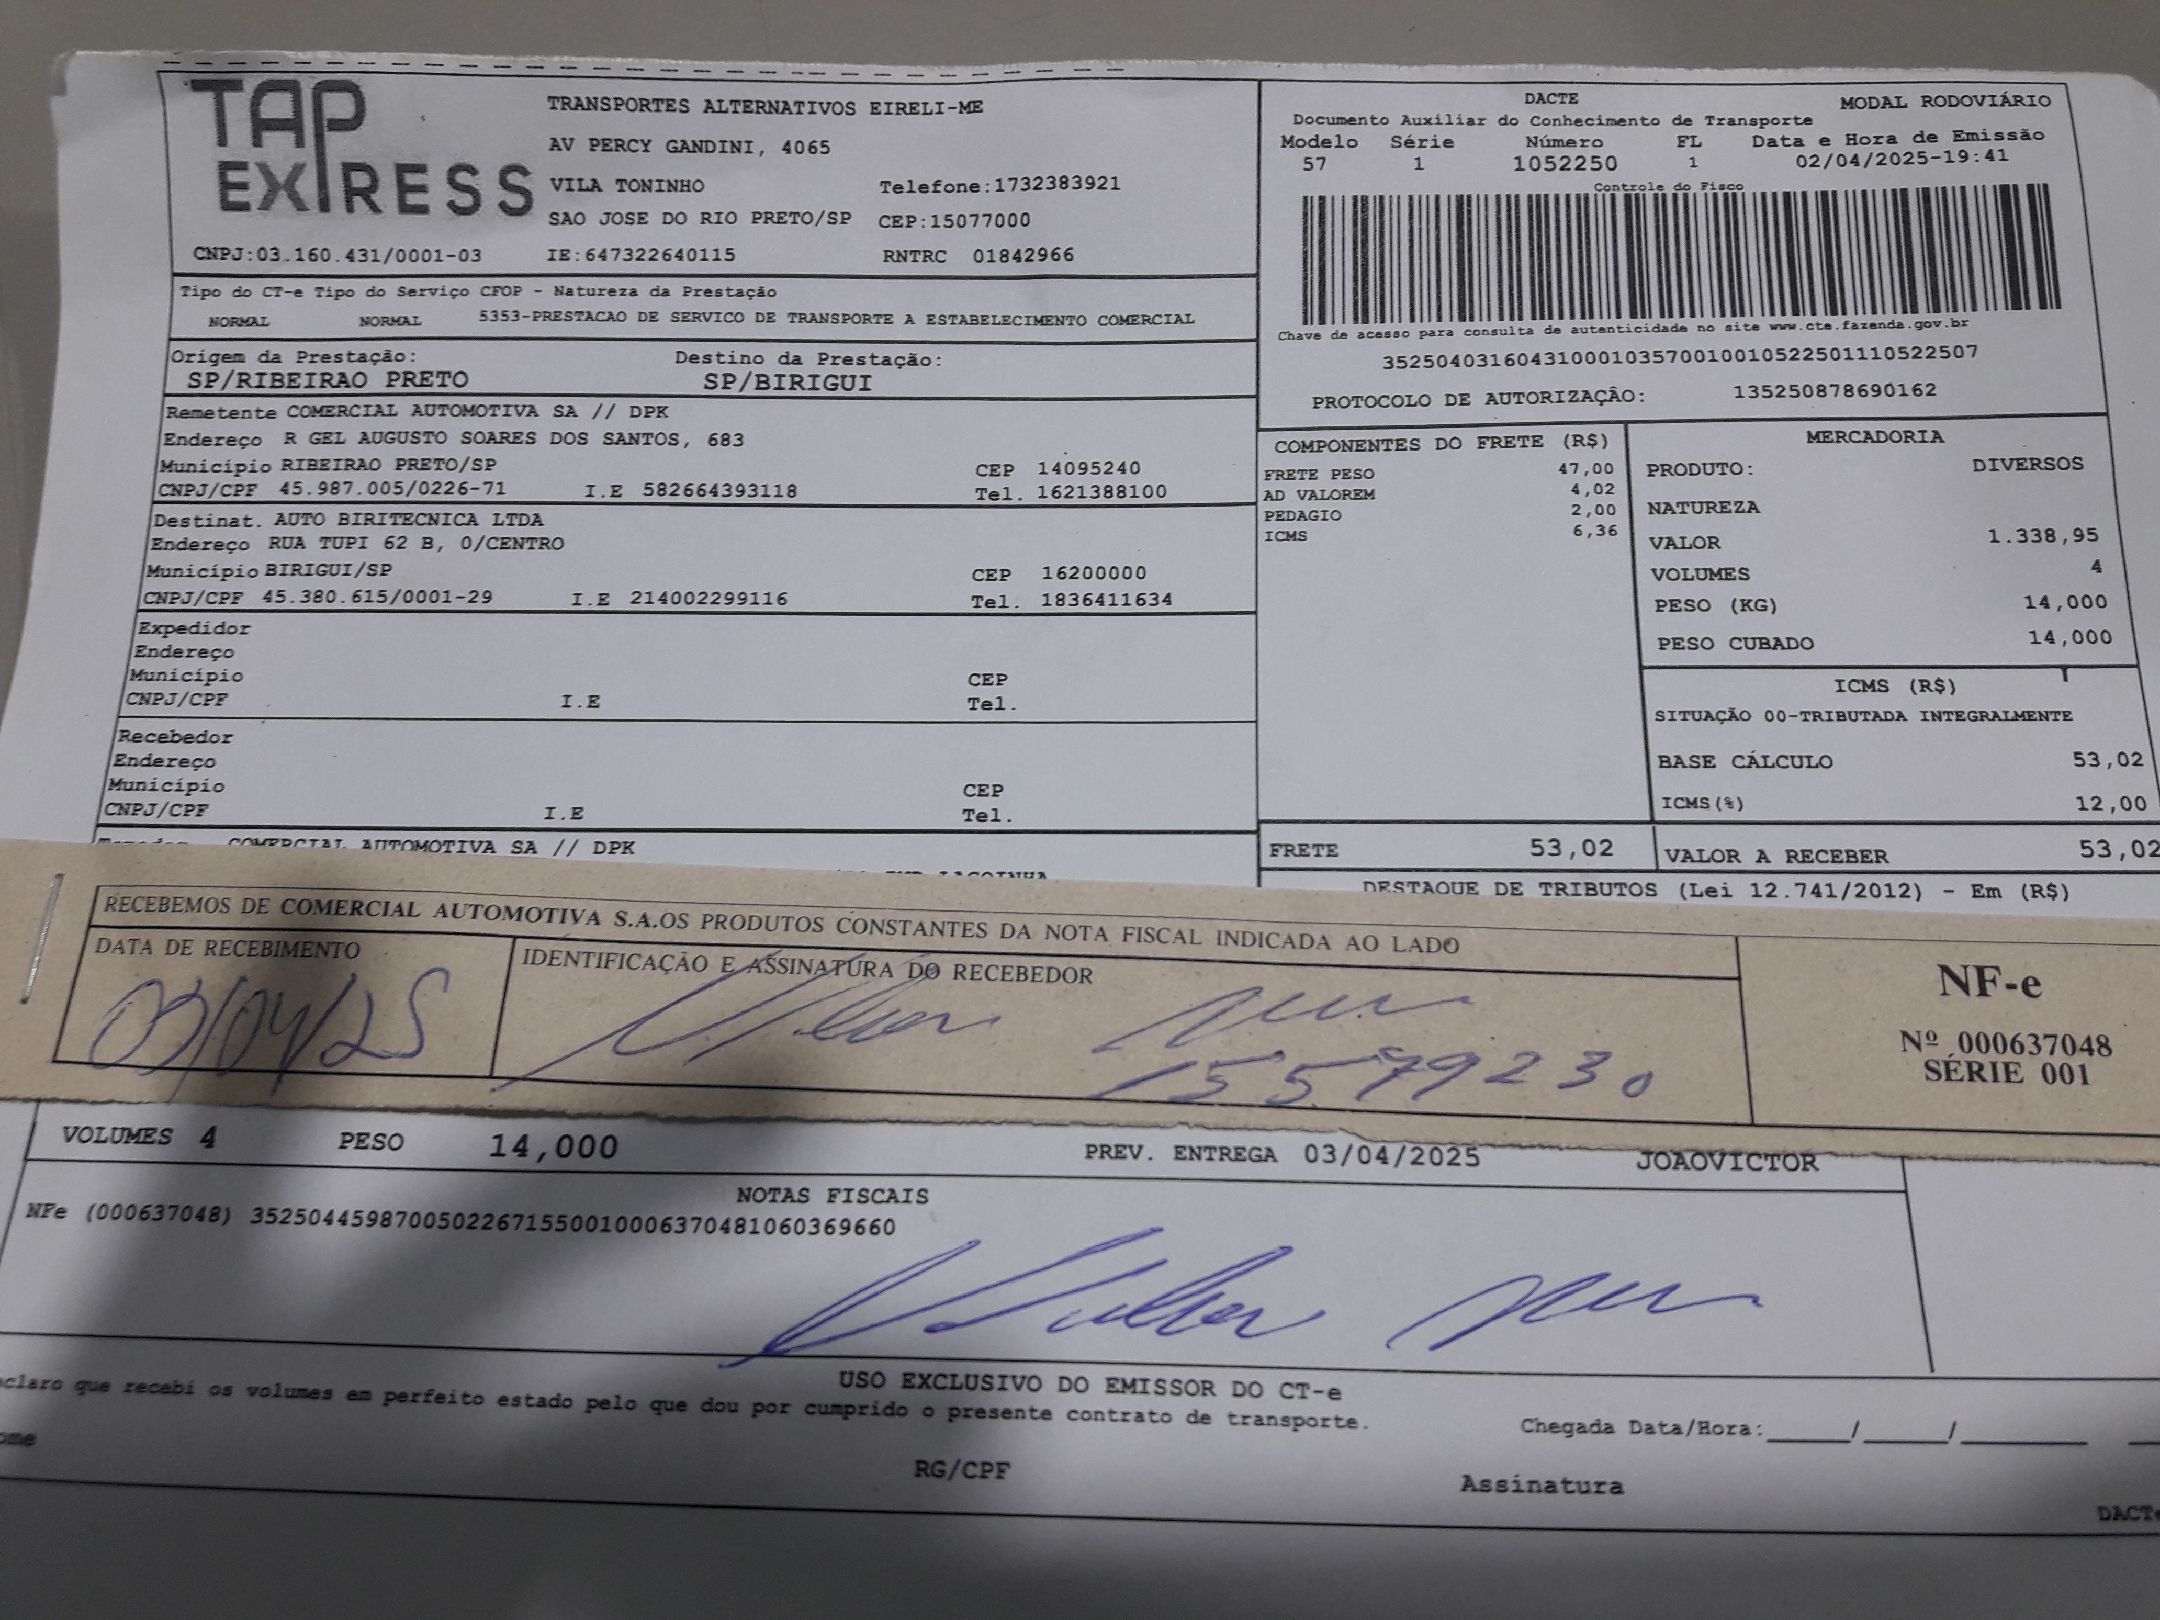 TAP EXPRESS
TRANSPORTES ALTERNATIVOS EIRELI-ME
AV PERCY GANDINI, 4065
VILA TONINHO Telefone:1732383921
SAO JOSE DO RIO PRETO/SP CEP:15077000
CNPJ:03.160.431/0001-03 IE:647322640115 RNTRC 01842966
Tipo do CT-e Tipo do Serviço CFOP - Natureza da Prestação
NORMAL NORMAL 5353-PRESTACAO DE SERVICO DE TRANSPORTE A ESTABELECIMENTO COMERCIAL
Origem da Prestação: Destino da Prestação:
SP/RIBEIRAO PRETO SP/BIRIGUI
Remetente COMERCIAL AUTOMOTIVA SA // DPK
Endereço R GEL AUGUSTO SOARES DOS SANTOS, 683
Município RIBEIRAO PRETO/SP CEP 14095240
CNPJ/CPF 45.987.005/0226-71 I.E 582664393118 Tel. 1621388100
Destinat. AUTO BIRITECNICA LTDA
Endereço RUA TUPI 62 B, 0/CENTRO
Município BIRIGUI/SP CEP 16200000
CNPJ/CPF 45.380.615/0001-29 I.E 214002299116 Tel. 1836411634
Expedidor
Endereço
Município CEP
CNPJ/CPF I.E Tel.
Recebedor
Endereço
Município CEP
CNPJ/CPF I.E Tel.
COMERCIAL AUTOMOTIVA SA // DPK
DACTE MODAL RODOVIÁRIO
Documento Auxiliar do Conhecimento de Transporte
Modelo Série Número FL Data e Hora de Emissão
57 1 1052250 1 02/04/2025-19:41
Controle do Fisco
Chave de acesso para consulta de autenticidade no site www.cte.fazenda.gov.br
35250403160431000103570010010522501110522507
PROTOCOLO DE AUTORIZAÇÃO: 135250878690162
COMPONENTES DO FRETE (R$)
FRETE PESO 47,00
AD VALOREM 4,02
PEDAGIO 2,00
ICMS 6,36
MERCADORIA
PRODUTO: DIVERSOS
NATUREZA
VALOR 1.338,95
VOLUMES 4
PESO (KG) 14,000
PESO CUBADO 14,000
ICMS (R$)
SITUAÇÃO 00-TRIBUTADA INTEGRALMENTE
BASE CÁLCULO 53,02
ICMS(%) 12,00
FRETE 53,02 VALOR A RECEBER 53,02
DESTAQUE DE TRIBUTOS (Lei 12.741/2012) - Em (R$)
RECEBEMOS DE COMERCIAL AUTOMOTIVA S.A.OS PRODUTOS CONSTANTES DA NOTA FISCAL INDICADA AO LADO
DATA DE RECEBIMENTO IDENTIFICAÇÃO E ASSINATURA DO RECEBEDOR
03/04/25
15579230
NF-e
Nº 000637048
SÉRIE 001
VOLUMES 4 PESO 14,000 PREV. ENTREGA 03/04/2025 JOAOVICTOR
NOTAS FISCAIS
NFe (000637048) 35250445987005022671550010006370481060369660
USO EXCLUSIVO DO EMISSOR DO CT-e
que recebi os volumes em perfeito estado pelo que dou por cumprido o presente contrato de transporte.
Chegada Data/Hora:_____/_____/_______
RG/CPF Assinatura